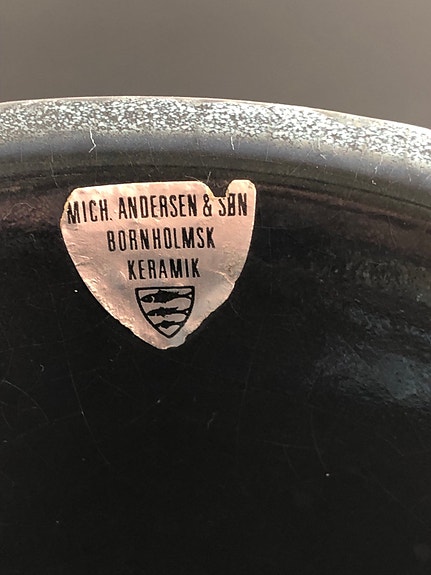 MICH. ANDERSEN & SØN
BORNHOLMSK
KERAMIK